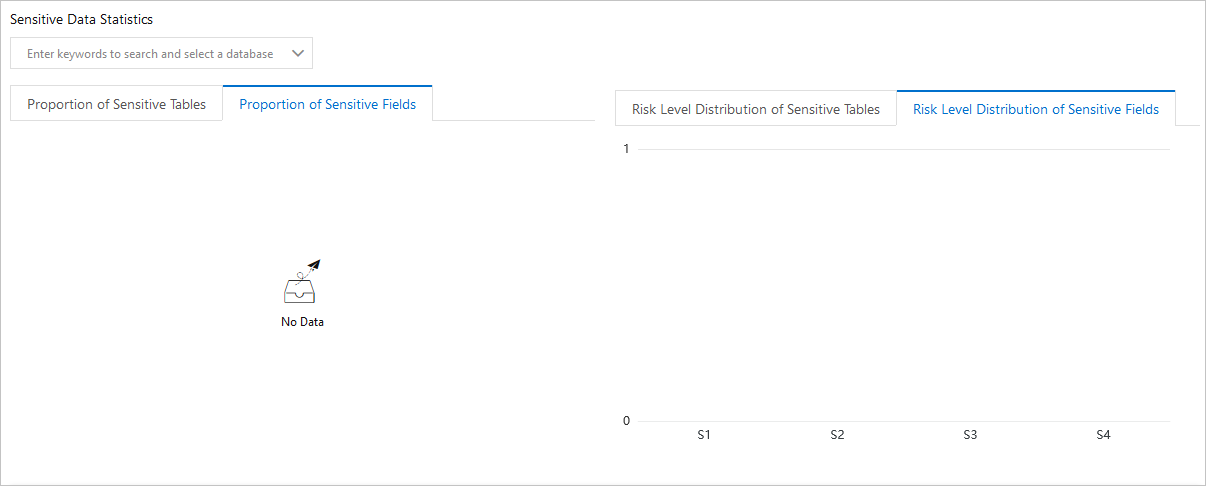 Sensitive Data Statistics
Enter keywords to search and select a database
Proportion of Sensitive Tables
Proportion of Sensitive Fields
No Data
Risk Level Distribution of Sensitive Tables
Risk Level Distribution of Sensitive Fields
1
0
S1 S2 S3 S4